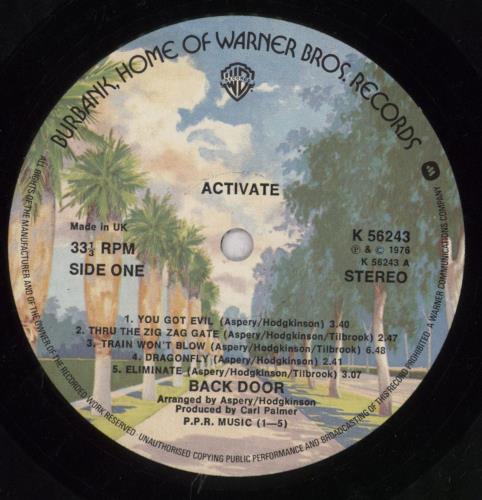 BURBANK, HOME OF WARNER BROS. RECORDS
WB
RECORDS
ACTIVATE
Made in UK
33⅓ RPM
SIDE ONE
K 56243
℗ & © 1976
K 56243 A
STEREO
1. YOU GOT EVIL (Aspery/Hodgkinson) 3.40
2. THRU THE ZIG ZAG GATE (Aspery/Hodgkinson/Tilbrook) 2.47
3. TRAIN WON'T BLOW (Aspery/Hodgkinson/Tilbrook) 6.48
4. DRAGONFLY (Aspery/Hodgkinson) 2.41
5. ELIMINATE (Aspery/Hodgkinson/Tilbrook) 3.07
BACK DOOR
Arranged by Aspery/Hodgkinson
Produced by Carl Palmer
P.P.R. MUSIC (1—5)
ALL RIGHTS OF THE MANUFACTURER AND OF THE OWNER OF THE RECORDED WORK RESERVED · UNAUTHORISED COPYING PUBLIC PERFORMANCE AND BROADCASTING OF THIS RECORD PROHIBITED. A WARNER COMMUNICATIONS COMPANY